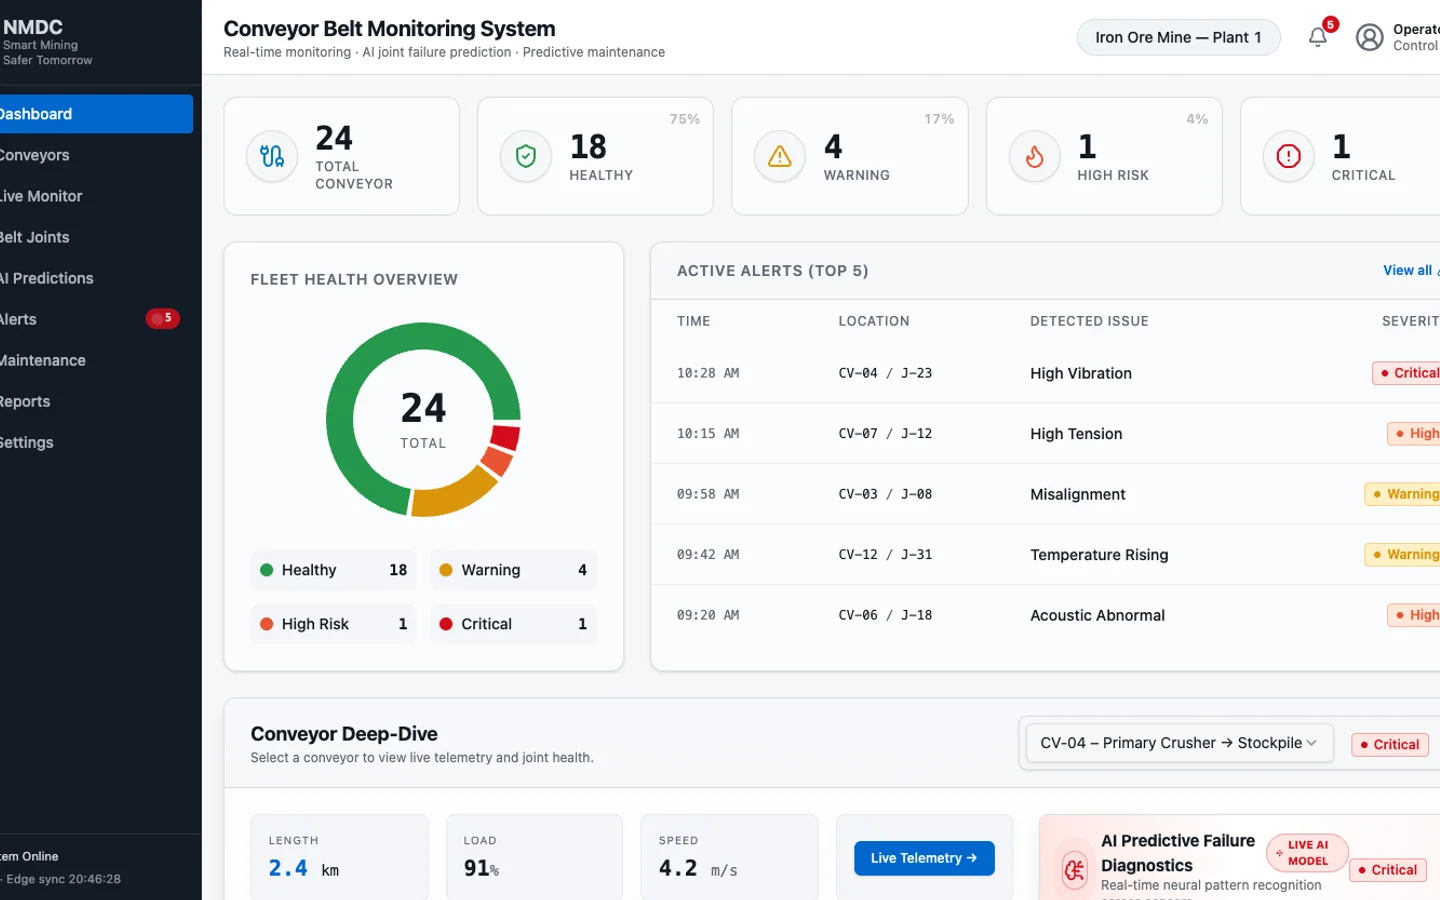 NMDC
Smart Mining
Safer Tomorrow
Dashboard
Conveyors
Live Monitor
Belt Joints
AI Predictions
Alerts 5
Maintenance
Reports
Settings
tem Online
· Edge sync 20:46:28
Conveyor Belt Monitoring System
Real-time monitoring · AI joint failure prediction · Predictive maintenance
Iron Ore Mine — Plant 1
5
Operato
Control
24
TOTAL
CONVEYOR
75%
18
HEALTHY
17%
4
WARNING
4%
1
HIGH RISK
1
CRITICAL
FLEET HEALTH OVERVIEW
24
TOTAL
Healthy 18
Warning 4
High Risk 1
Critical 1
ACTIVE ALERTS (TOP 5)
View all
TIME LOCATION DETECTED ISSUE SEVERIT
10:28 AM CV-04 / J-23 High Vibration Critical
10:15 AM CV-07 / J-12 High Tension High
09:58 AM CV-03 / J-08 Misalignment Warning
09:42 AM CV-12 / J-31 Temperature Rising Warning
09:20 AM CV-06 / J-18 Acoustic Abnormal High
Conveyor Deep-Dive
Select a conveyor to view live telemetry and joint health.
CV-04 – Primary Crusher → Stockpile
Critical
LENGTH
2.4 km
LOAD
91%
SPEED
4.2 m/s
Live Telemetry →
AI Predictive Failure
Diagnostics
LIVE AI
MODEL
Critical
Real-time neural pattern recognition